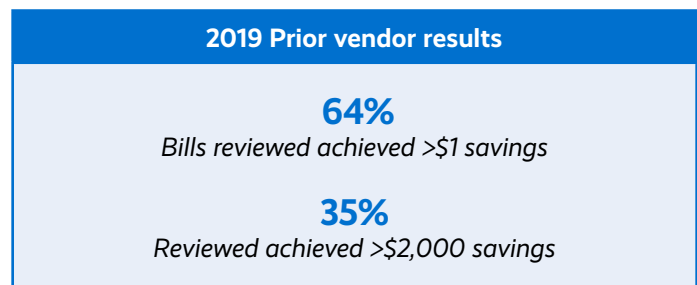 2019 Prior vendor results
64%
Bills reviewed achieved >$1 savings
35%
Reviewed achieved >$2,000 savings